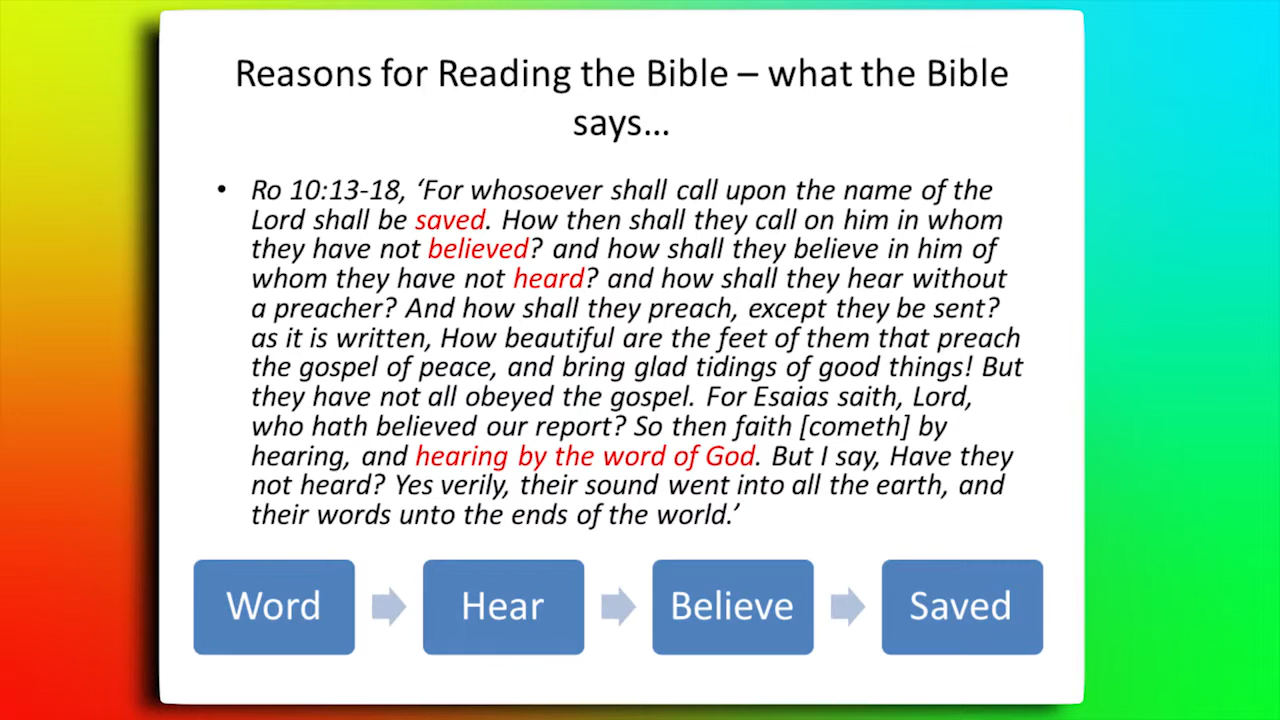 Reasons for Reading the Bible – what the Bible
says…
• Ro 10:13-18, ‘For whosoever shall call upon the name of the
Lord shall be saved. How then shall they call on him in whom
they have not believed? and how shall they believe in him of
whom they have not heard? and how shall they hear without
a preacher? And how shall they preach, except they be sent?
as it is written, How beautiful are the feet of them that preach
the gospel of peace, and bring glad tidings of good things! But
they have not all obeyed the gospel. For Esaias saith, Lord,
who hath believed our report? So then faith [cometh] by
hearing, and hearing by the word of God. But I say, Have they
not heard? Yes verily, their sound went into all the earth, and
their words unto the ends of the world.’
Word Hear Believe Saved